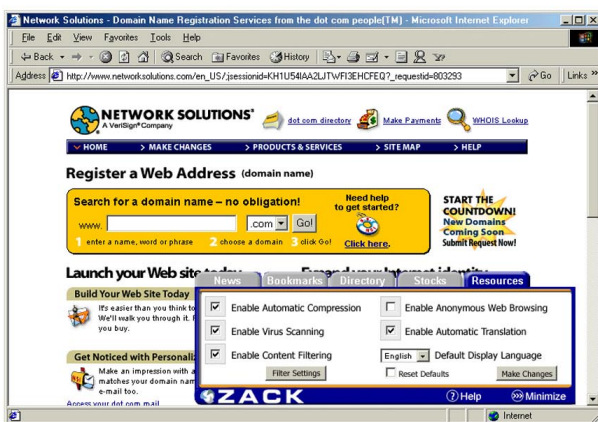 Network Solutions - Domain Name Registration Services from the dot com people(TM) - Microsoft Internet Explorer
File Edit View Favorites Tools Help
Back Search Favorites History
Address http://www.networksolutions.com/en_US/;jsessionid=KH1U54IAA2LJTWFI3EHCFEQ?_requestid=803293 Go Links »
NETWORK SOLUTIONS®
A VeriSign® Company
dot com directory Make Payments WHOIS Lookup
HOME > MAKE CHANGES > PRODUCTS & SERVICES > SITE MAP > HELP
Register a Web Address (domain name)
Search for a domain name – no obligation!
Need help
to get started?
www. .com Go!
1 enter a name, word or phrase 2 choose a domain 3 click Go!
Click here.
START THE
COUNTDOWN!
New Domains
Coming Soon
Submit Request Now!
Launch your Web site today Expand your Internet identity
News Bookmarks Directory Stocks Resources
Build Your Web Site Today
It's easier than you think to
We'll walk you through it.
you buy.
Get Noticed with Personali
Make an impression with a
matches your domain nam
e-mail too.
Access your dot com mail
Enable Automatic Compression Enable Anonymous Web Browsing
Enable Virus Scanning Enable Automatic Translation
Enable Content Filtering English Default Display Language
Filter Settings Reset Defaults Make Changes
ZACK ? Help >> Minimize
Internet